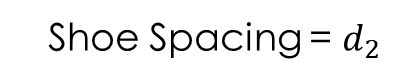 Shoe Spacing = d₂